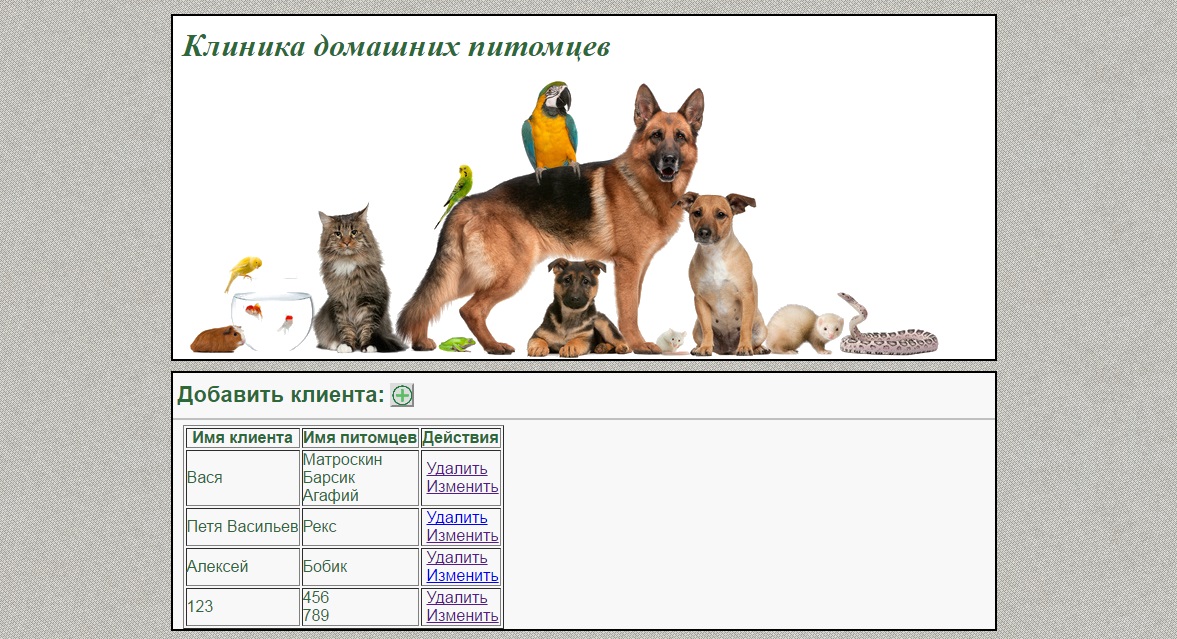 Клиника домашних питомцев
Добавить клиента:
Имя клиента Имя питомцев Действия
Вася
Матроскин
Барсик
Агафий
Удалить
Изменить
Петя Васильев
Рекс
Удалить
Изменить
Алексей
Бобик
Удалить
Изменить
123
456
789
Удалить
Изменить